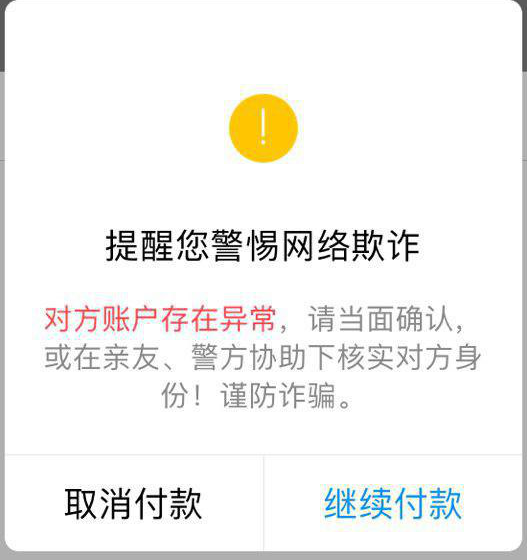 提醒您警惕网络欺诈
对方账户存在异常，请当面确认，
或在亲友、警方协助下核实对方身
份！谨防诈骗。
取消付款
继续付款